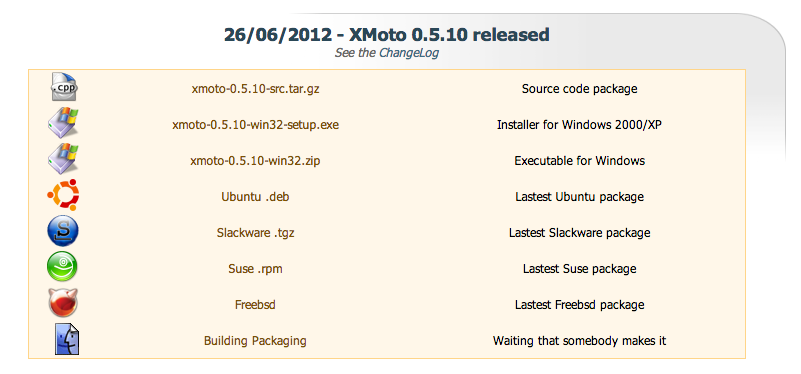 26/06/2012 - XMoto 0.5.10 released
See the ChangeLog
.cpp xmoto-0.5.10-src.tar.gz Source code package
xmoto-0.5.10-win32-setup.exe Installer for Windows 2000/XP
xmoto-0.5.10-win32.zip Executable for Windows
Ubuntu .deb Lastest Ubuntu package
S Slackware .tgz Lastest Slackware package
Suse .rpm Lastest Suse package
Freebsd Lastest Freebsd package
Building Packaging Waiting that somebody makes it